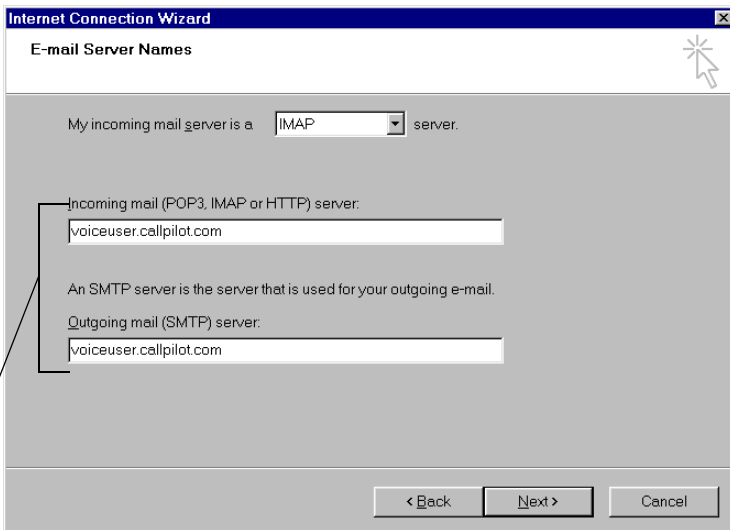 Internet Connection Wizard
E-mail Server Names
My incoming mail server is a IMAP server.
Incoming mail (POP3, IMAP or HTTP) server:
voiceuser.callpilot.com
An SMTP server is the server that is used for your outgoing e-mail.
Outgoing mail (SMTP) server:
voiceuser.callpilot.com
< Back Next > Cancel